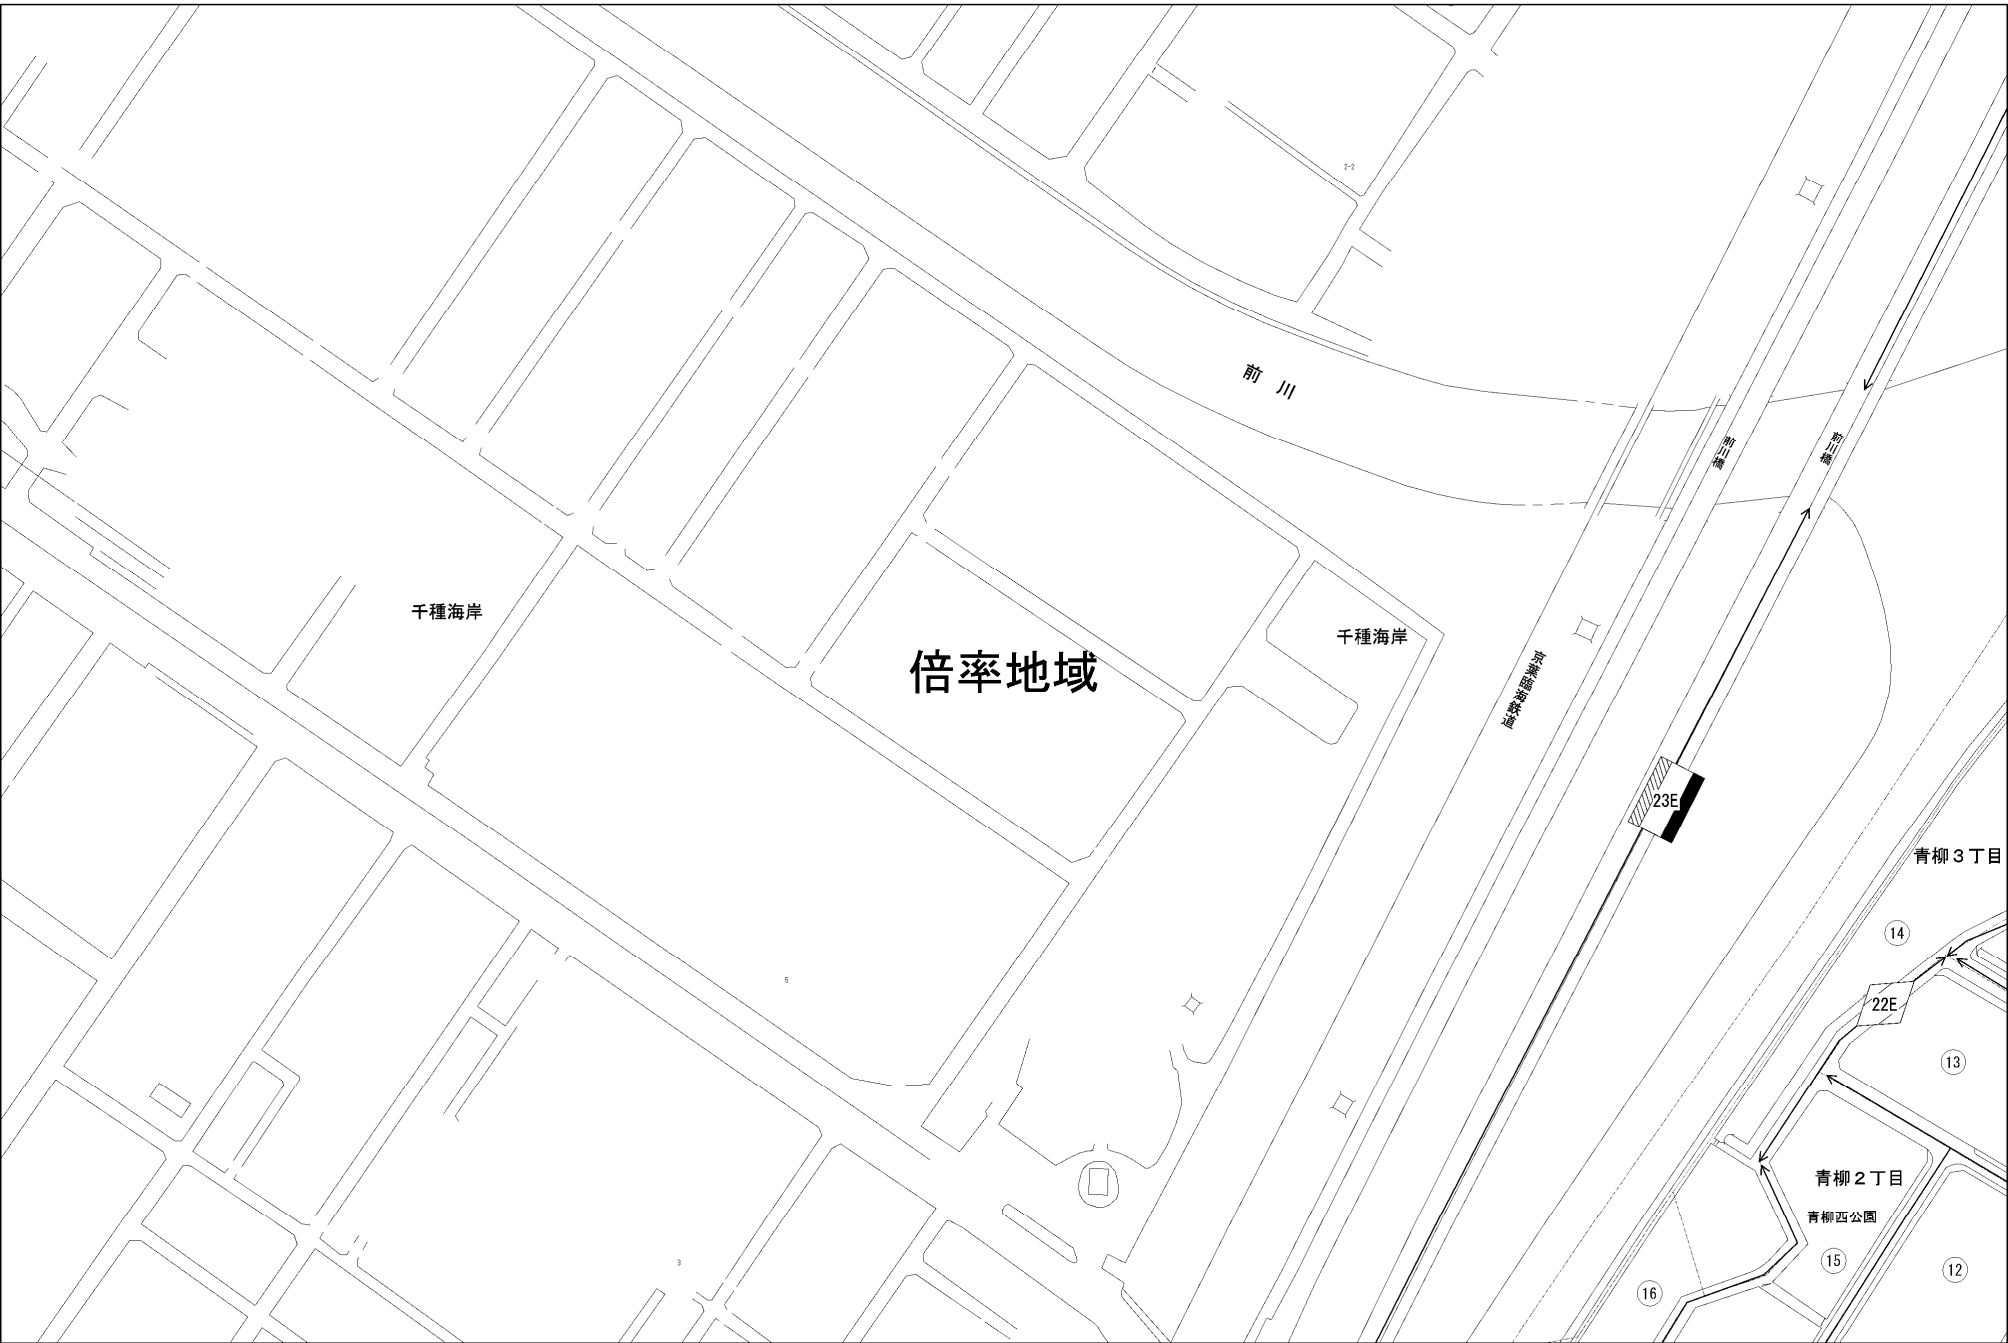 2-2
前川
前川橋
前川橋
千種海岸
千種海岸
倍率地域
京葉臨海鉄道
23E
青柳３丁目
14
5
22E
13
青柳２丁目
青柳西公園
15
3
12
16